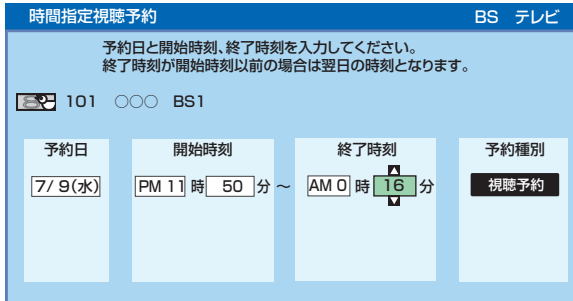 時間指定視聴予約 BS テレビ
予約日と開始時刻、終了時刻を入力してください。
終了時刻が開始時刻以前の場合は翌日の時刻となります。
101 ○○○ BS1
予約日 開始時刻 終了時刻 予約種別
7/ 9(水) PM 11 時 50 分 ~ AM 0 時 16 分 視聴予約